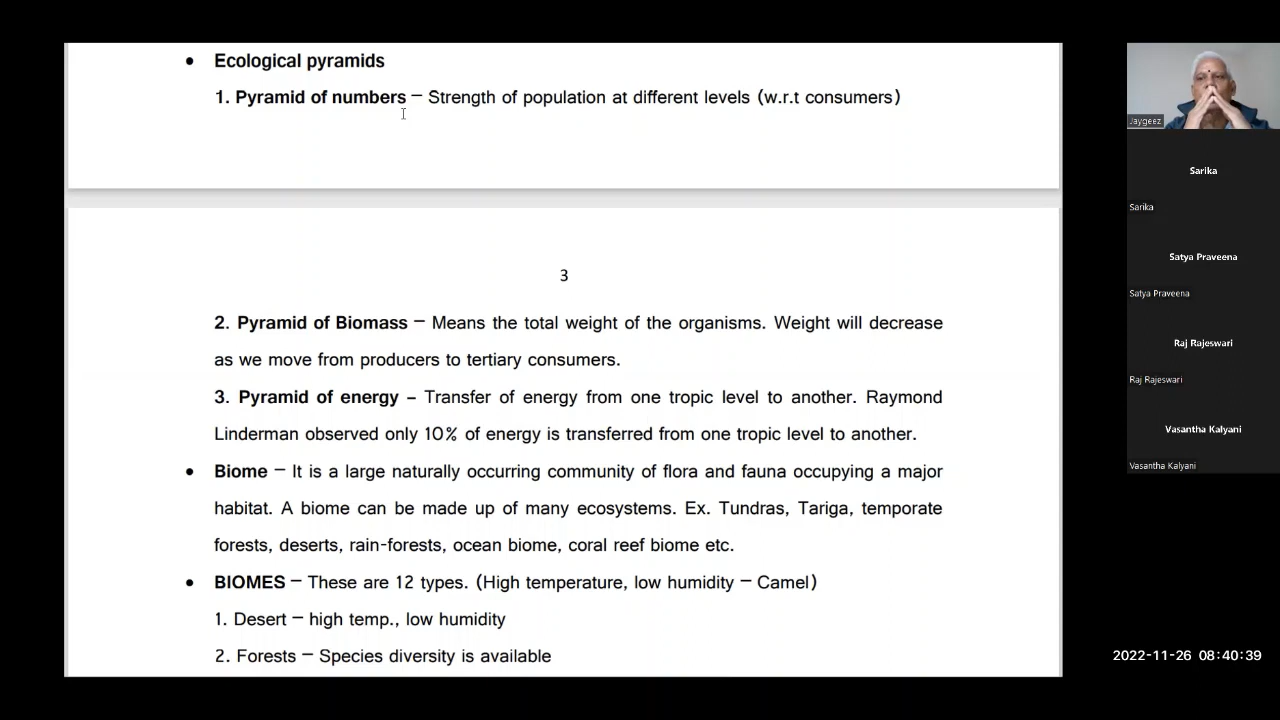 • Ecological pyramids
1. Pyramid of numbers – Strength of population at different levels (w.r.t consumers)
3
2. Pyramid of Biomass – Means the total weight of the organisms. Weight will decrease
as we move from producers to tertiary consumers.
3. Pyramid of energy – Transfer of energy from one tropic level to another. Raymond
Linderman observed only 10% of energy is transferred from one tropic level to another.
• Biome – It is a large naturally occurring community of flora and fauna occupying a major
habitat. A biome can be made up of many ecosystems. Ex. Tundras, Tariga, temporate
forests, deserts, rain-forests, ocean biome, coral reef biome etc.
• BIOMES – These are 12 types. (High temperature, low humidity – Camel)
1. Desert – high temp., low humidity
2. Forests – Species diversity is available
Jaygeez
Sarika
Sarika
Satya Praveena
Satya Praveena
Raj Rajeswari
Raj Rajeswari
Vasantha Kalyani
Vasantha Kalyani
2022-11-26 08:40:39